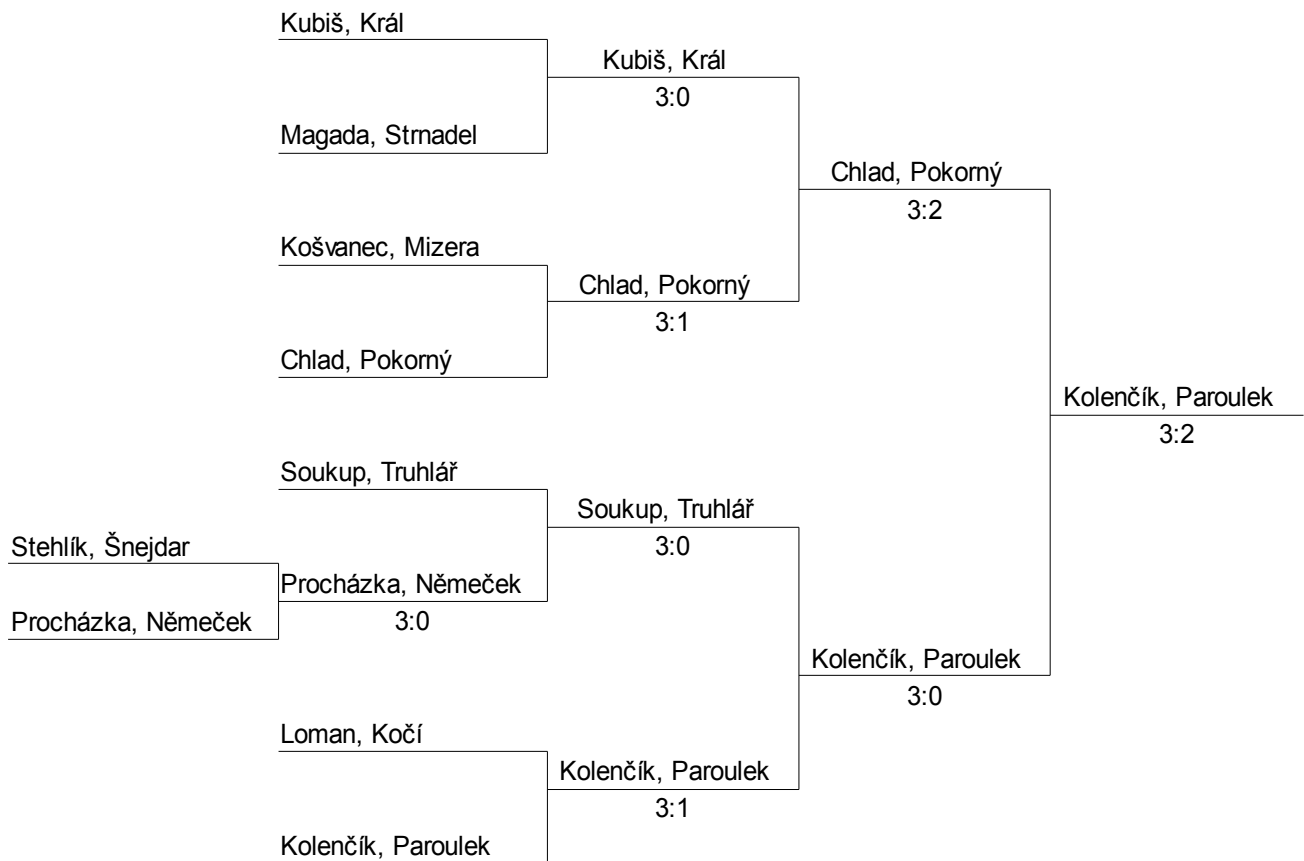 Kubiš, Král
Kubiš, Král
3:0
Magada, Strnadel
Chlad, Pokorný
3:2
Košvanec, Mizera
Chlad, Pokorný
3:1
Chlad, Pokorný
Kolenčík, Paroulek
3:2
Soukup, Truhlář
Soukup, Truhlář
3:0
Stehlík, Šnejdar
Procházka, Němeček
3:0
Procházka, Němeček
Kolenčík, Paroulek
3:0
Loman, Kočí
Kolenčík, Paroulek
3:1
Kolenčík, Paroulek